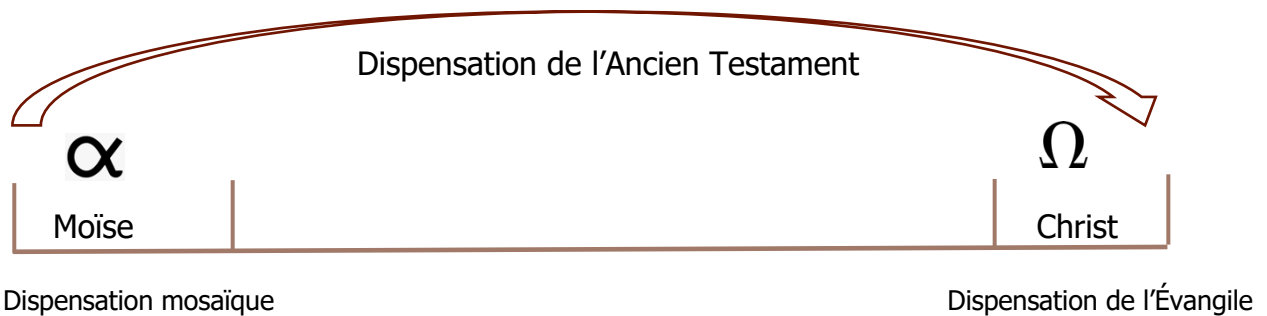 Dispensation de l’Ancien Testament
α Ω
Moïse Christ
Dispensation mosaïque Dispensation de l’Évangile